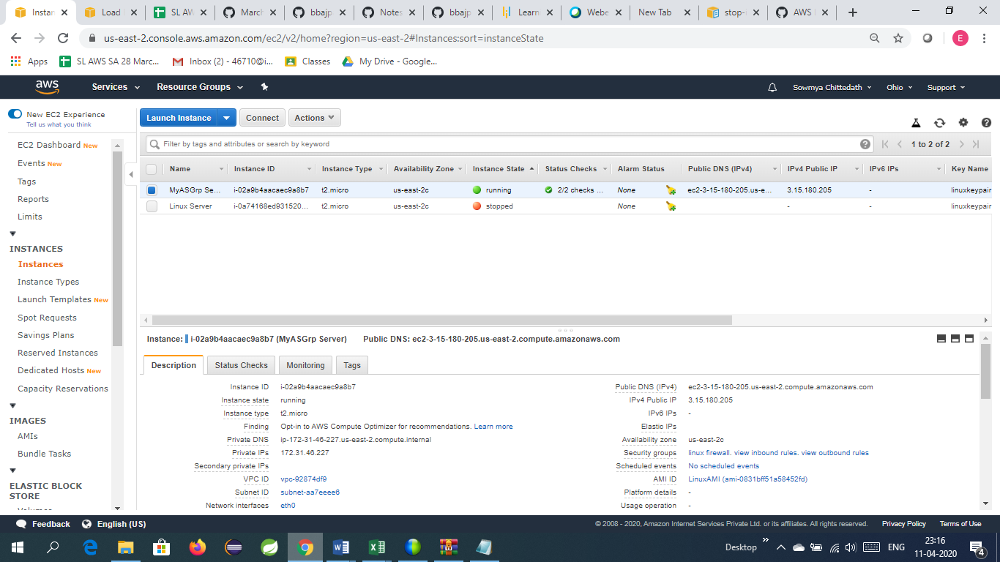 Instan
Load
SL AW
March
bbajp
Notes
bbajp
Learn
Webe
New Tab
stop-
AWS
us-east-2.console.aws.amazon.com/ec2/v2/home?region=us-east-2#Instances:sort=instanceState
E
Apps
SL AWS SA 28 Marc...
Inbox (2) - 46710@i...
Classes
My Drive - Google...
aws
Services
Resource Groups
Sowmya Chittedath
Ohio
Support
New EC2 Experience
Tell us what you think
EC2 Dashboard New
Events New
Tags
Reports
Limits
INSTANCES
Instances
Instance Types
Launch Templates New
Spot Requests
Savings Plans
Reserved Instances
Dedicated Hosts New
Capacity Reservations
IMAGES
AMIs
Bundle Tasks
ELASTIC BLOCK
STORE
Launch Instance
Connect
Actions
Filter by tags and attributes or search by keyword
1 to 2 of 2
Name Instance ID Instance Type Availability Zone Instance State Status Checks Alarm Status Public DNS (IPv4) IPv4 Public IP IPv6 IPs Key Name
MyASGrp Se... i-02a9b4aacaec9a8b7 t2.micro us-east-2c running 2/2 checks ... None ec2-3-15-180-205.us-e... 3.15.180.205 - linuxkeypair
Linux Server i-0a74168ed931520... t2.micro us-east-2c stopped None - - linuxkeypair
Instance: i-02a9b4aacaec9a8b7 (MyASGrp Server) Public DNS: ec2-3-15-180-205.us-east-2.compute.amazonaws.com
Description Status Checks Monitoring Tags
Instance ID i-02a9b4aacaec9a8b7
Instance state running
Instance type t2.micro
Finding Opt-in to AWS Compute Optimizer for recommendations. Learn more
Private DNS ip-172-31-46-227.us-east-2.compute.internal
Private IPs 172.31.46.227
Secondary private IPs
VPC ID vpc-92874df9
Subnet ID subnet-aa7eeee6
Network interfaces eth0
Public DNS (IPv4) ec2-3-15-180-205.us-east-2.compute.amazonaws.com
IPv4 Public IP 3.15.180.205
IPv6 IPs -
Elastic IPs
Availability zone us-east-2c
Security groups linux firewall. view inbound rules. view outbound rules
Scheduled events No scheduled events
AMI ID LinuxAMI (ami-0831bff51a58452fd)
Platform details -
Usage operation -
Feedback
English (US)
© 2008 - 2020, Amazon Internet Services Private Ltd. or its affiliates. All rights reserved.
Privacy Policy
Terms of Use
Desktop
ENG
23:16
11-04-2020
4